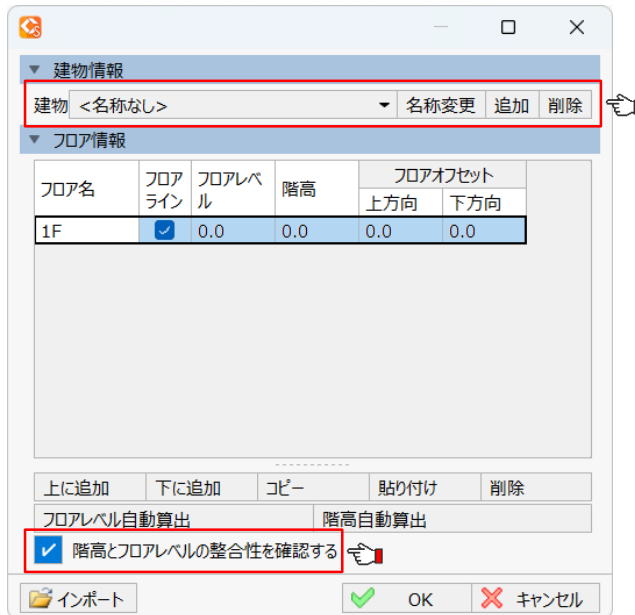 建物情報
建物 <名称なし> 名称変更 追加 削除
フロア情報
フロア名 フロアライン フロアレベル 階高 フロアオフセット
上方向 下方向
1F 0.0 0.0 0.0 0.0
上に追加 下に追加 コピー 貼り付け 削除
フロアレベル自動算出 階高自動算出
階高とフロアレベルの整合性を確認する
インポート OK キャンセル